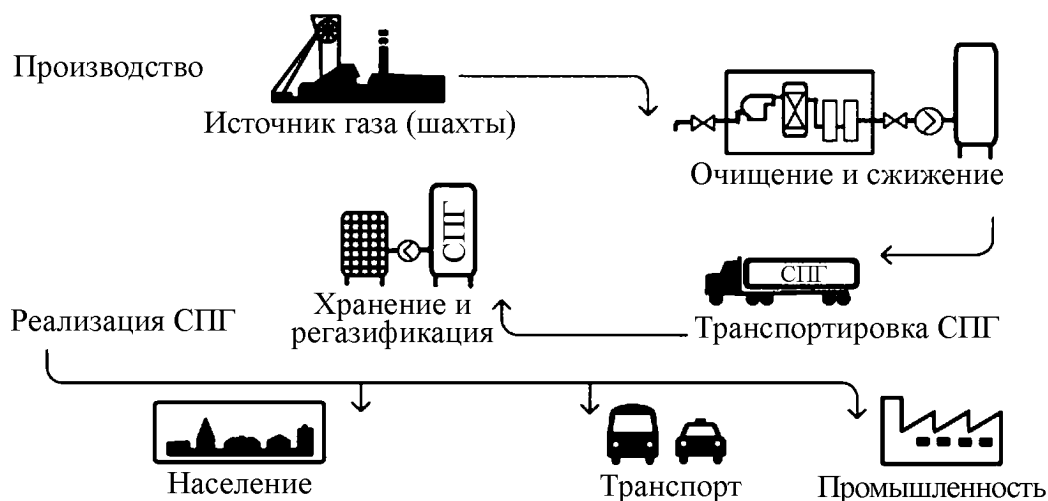 Производство
Источник газа (шахты)
Очищение и сжижение
СПГ
СПГ
Хранение и
регазификация
Транспортировка СПГ
Реализация СПГ
Население
Транспорт
Промышленность